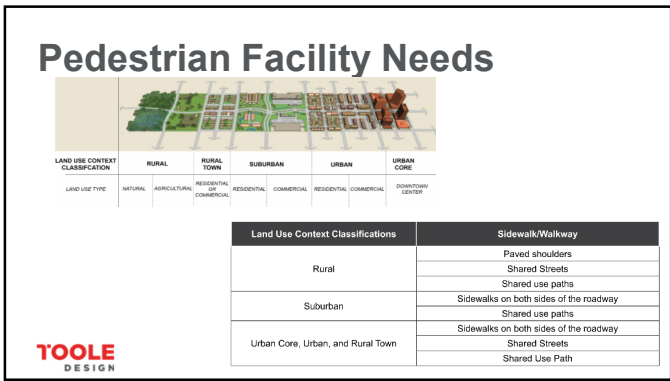 Pedestrian Facility Needs
LAND USE CONTEXT
CLASSIFCATION
RURAL
RURAL
TOWN
SUBURBAN
URBAN
URBAN
CORE
LAND USE TYPE
NATURAL
AGRICULTURAL
RESIDENTIAL
OR
COMMERCIAL
RESIDENTIAL
COMMERCIAL
RESIDENTIAL
COMMERCIAL
DOWNTOWN
CENTER
Land Use Context Classifications
Sidewalk/Walkway
Rural
Paved shoulders
Shared Streets
Shared use paths
Suburban
Sidewalks on both sides of the roadway
Shared use paths
Urban Core, Urban, and Rural Town
Sidewalks on both sides of the roadway
Shared Streets
Shared Use Path
TOOLE
DESIGN